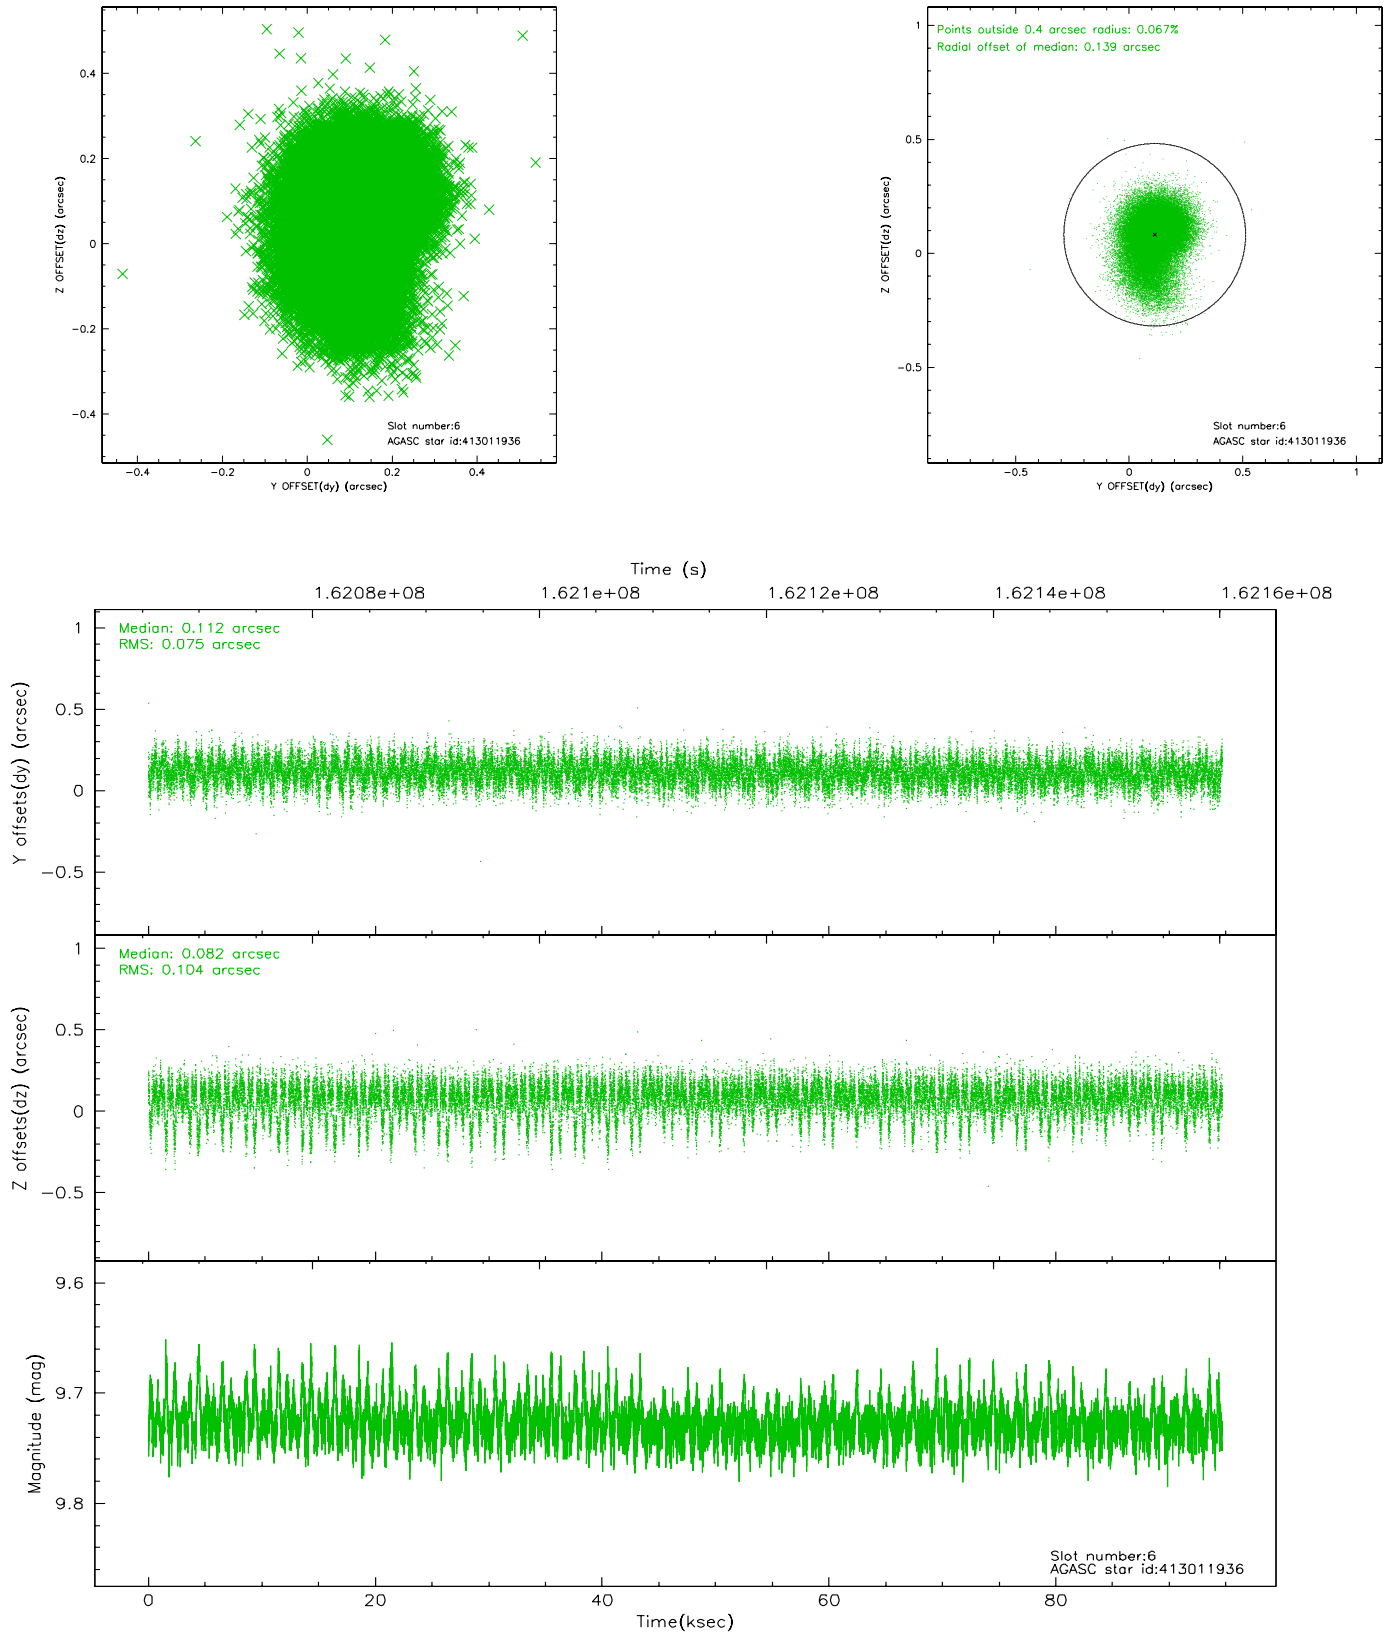 0.4
0.2
0
−0.2
−0.4
Z OFFSET(dz) (arcsec)
Slot number:6
AGASC star id:413011936
−0.4
−0.2
0
0.2
0.4
Y OFFSET(dy) (arcsec)
Points outside 0.4 arcsec radius: 0.067%
Radial offset of median: 0.139 arcsec
1
0.5
0
−0.5
Z OFFSET(dz) (arcsec)
Slot number:6
AGASC star id:413011936
−0.5
0
0.5
1
Y OFFSET(dy) (arcsec)
Time (s)
1.6208e+08
1.621e+08
1.6212e+08
1.6214e+08
1.6216e+08
Median: 0.112 arcsec
RMS: 0.075 arcsec
1
0.5
0
−0.5
Y offsets(dy) (arcsec)
Median: 0.082 arcsec
RMS: 0.104 arcsec
1
0.5
0
−0.5
Z offsets(dz) (arcsec)
9.6
9.7
9.8
Magnitude (mag)
Slot number:6
AGASC star id:413011936
0
20
40
60
80
Time(ksec)